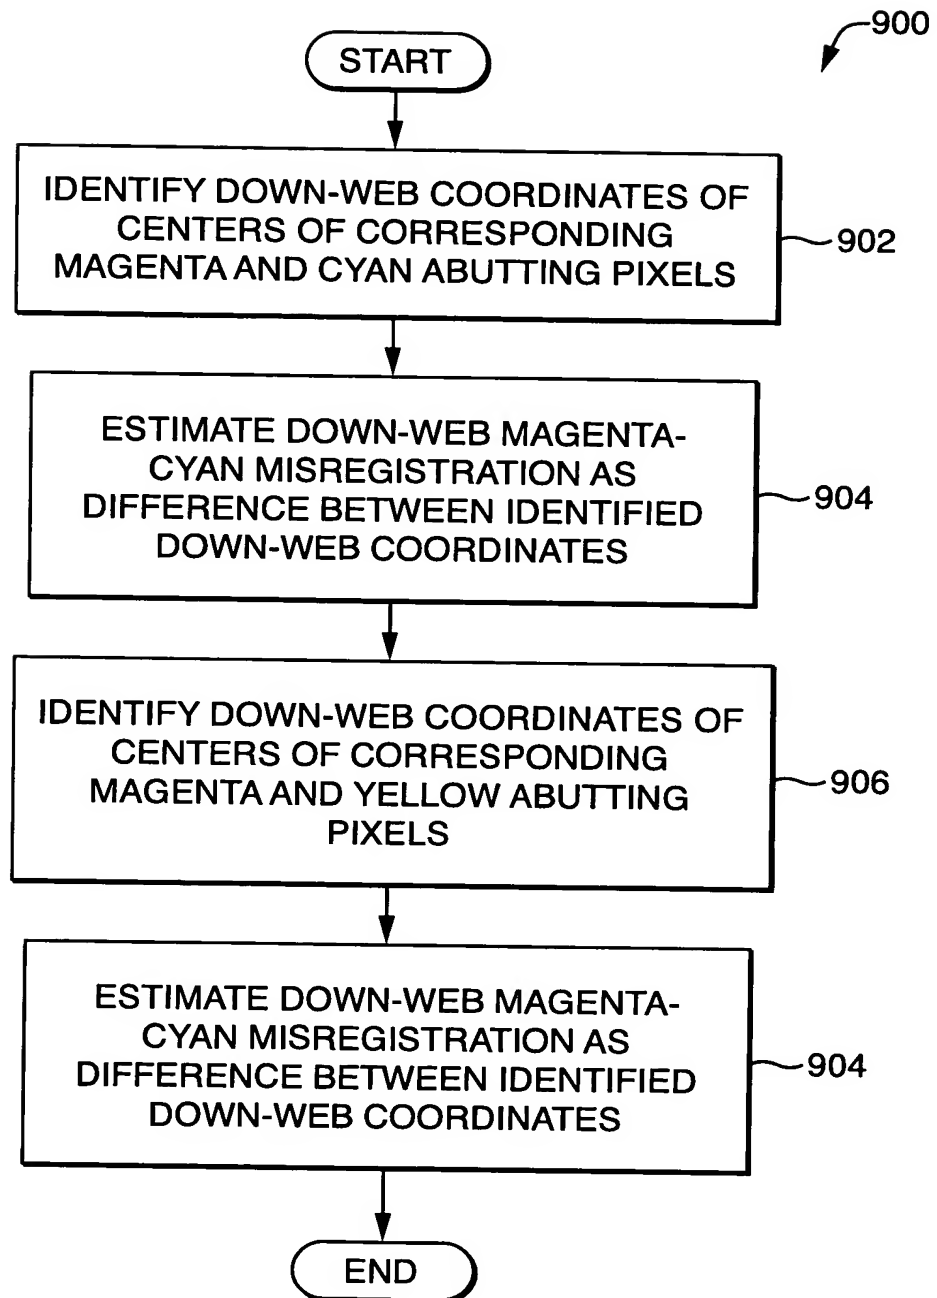 900
START
IDENTIFY DOWN-WEB COORDINATES OF
CENTERS OF CORRESPONDING
MAGENTA AND CYAN ABUTTING PIXELS
902
ESTIMATE DOWN-WEB MAGENTA-
CYAN MISREGISTRATION AS
DIFFERENCE BETWEEN IDENTIFIED
DOWN-WEB COORDINATES
904
IDENTIFY DOWN-WEB COORDINATES OF
CENTERS OF CORRESPONDING
MAGENTA AND YELLOW ABUTTING
PIXELS
906
ESTIMATE DOWN-WEB MAGENTA-
CYAN MISREGISTRATION AS
DIFFERENCE BETWEEN IDENTIFIED
DOWN-WEB COORDINATES
904
END